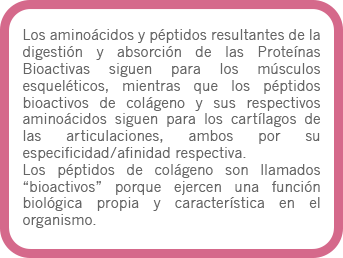 Los aminoácidos y péptidos resultantes de la
digestión y absorción de las Proteínas
Bioactivas siguen para los músculos
esqueléticos, mientras que los péptidos
bioactivos de colágeno y sus respectivos
aminoácidos siguen para los cartílagos de
las articulaciones, ambos por su
especificidad/afinidad respectiva.
Los péptidos de colágeno son llamados
“bioactivos” porque ejercen una función
biológica propia y característica en el
organismo.